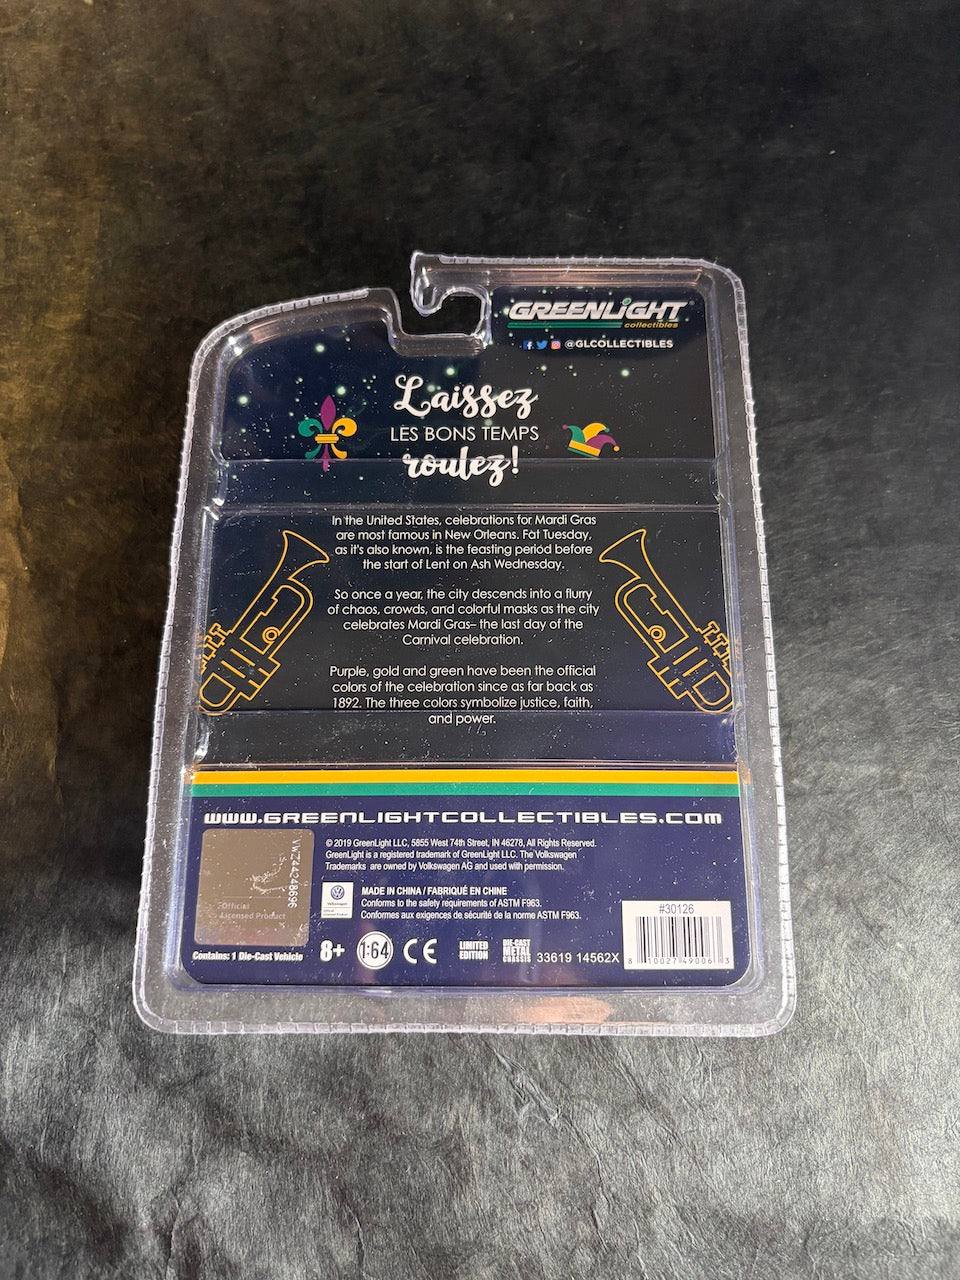 GREENLIGHT
collectibles
@GLCOLLECTIBLES
Laissez
LES BONS TEMPS
roulez!
In the United States, celebrations for Mardi Gras
are most famous in New Orleans. Fat Tuesday,
as it's also known, is the feasting period before
the start of Lent on Ash Wednesday.
So once a year, the city descends into a flurry
of chaos, crowds, and colorful masks as the city
celebrates Mardi Gras– the last day of the
Carnival celebration.
Purple, gold and green have been the official
colors of the celebration since as far back as
1892. The three colors symbolize justice, faith,
and power.
www.GREENLIGHTCOLLECTIBLES.com
© 2019 GreenLight LLC, 5855 West 74th Street, IN 46278, All Rights Reserved.
GreenLight is a registered trademark of GreenLight LLC. The Volkswagen
Trademarks are owned by Volkswagen AG and used with permission.
VWZ44248696
Official
Licensed Product
Volkswagen
MADE IN CHINA / FABRIQUÉ EN CHINE
Conforms to the safety requirements of ASTM F963.
Conformes aux exigences de sécurité de la norme ASTM F963.
#30126
8 10027 49006 3
Contains: 1 Die-Cast Vehicle
8+
1:64
CE
LIMITED
EDITION
DIE-CAST
METAL
CHASSIS
33619 14562X